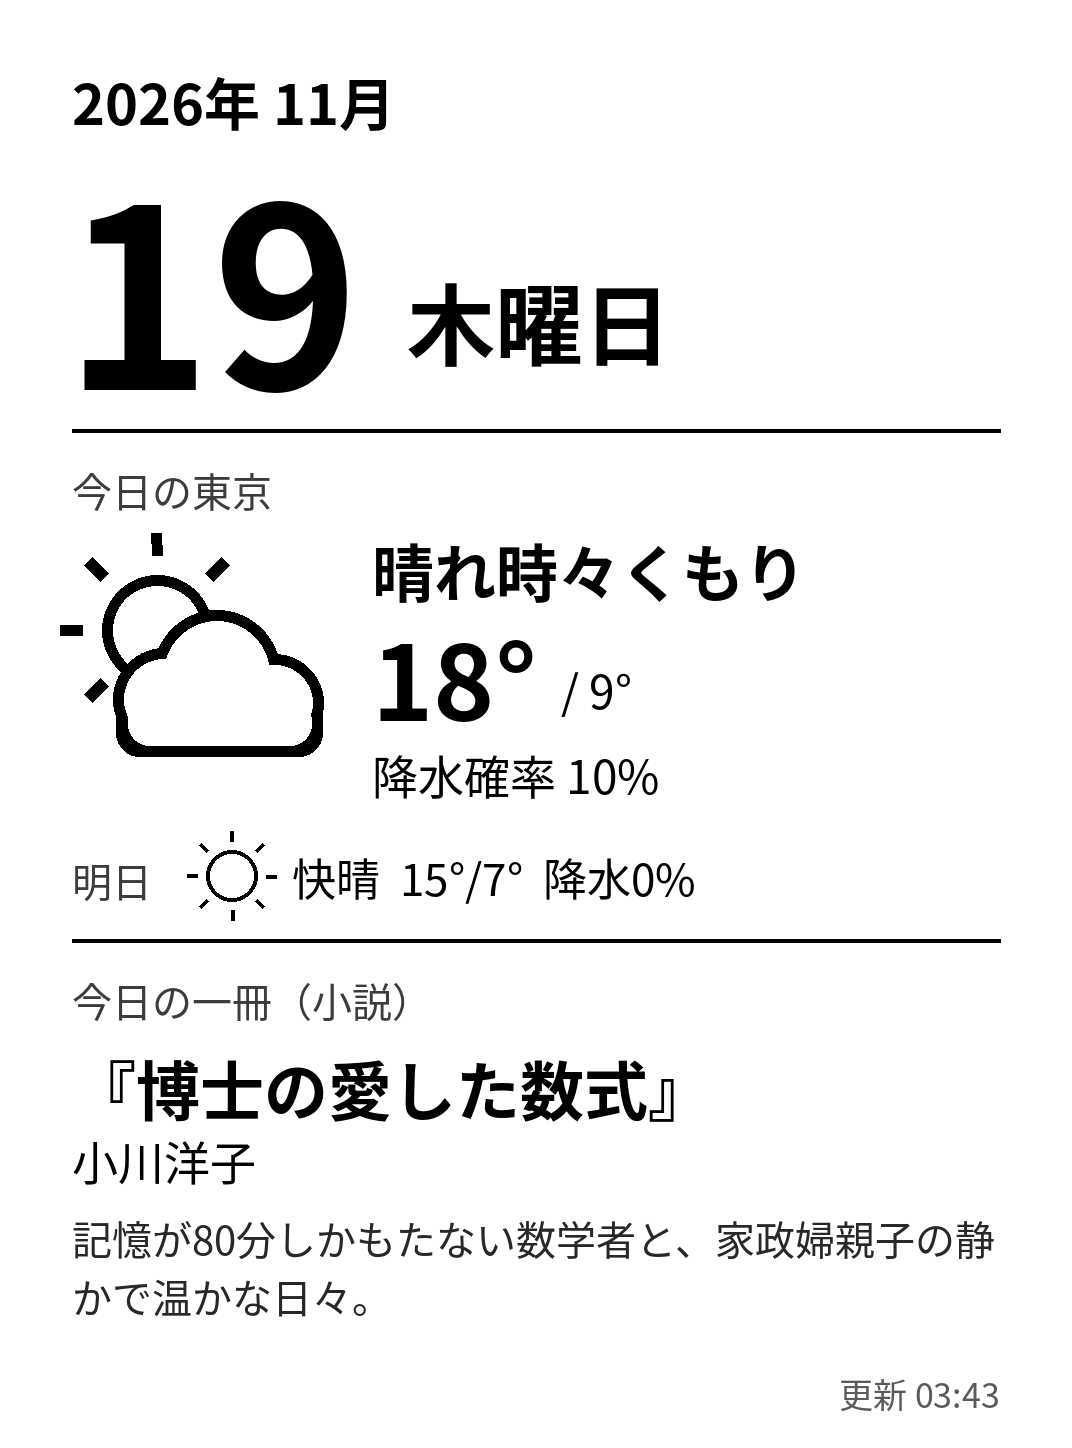 2026年 11月
19 木曜日
今日の東京
晴れ時々くもり
18° / 9°
降水確率 10%
明日 快晴 15°/7° 降水0%
今日の一冊（小説）
『博士の愛した数式』
小川洋子
記憶が80分しかもたない数学者と、家政婦親子の静
かで温かな日々。
更新 03:43